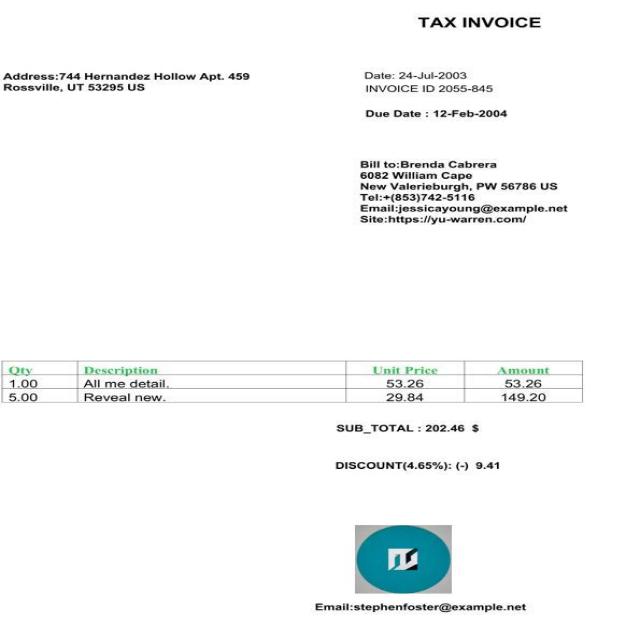 TAX INVOICE
Address:744 Hernandez Hollow Apt. 459
Rossville, UT 53295 US
Date: 24-Jul-2003
INVOICE ID 2055-845
Due Date : 12-Feb-2004
Bill to:Brenda Cabrera
6082 William Cape
New Valerieburgh, PW 56786 US
Tel:+(853)742-5116
Email:jessicayoung@example.net
Site:https://yu-warren.com/
Qty Description Unit Price Amount
1.00 All me detail. 53.26 53.26
5.00 Reveal new. 29.84 149.20
SUB_TOTAL : 202.46 $
DISCOUNT(4.65%): (-) 9.41
Email:stephenfoster@example.net